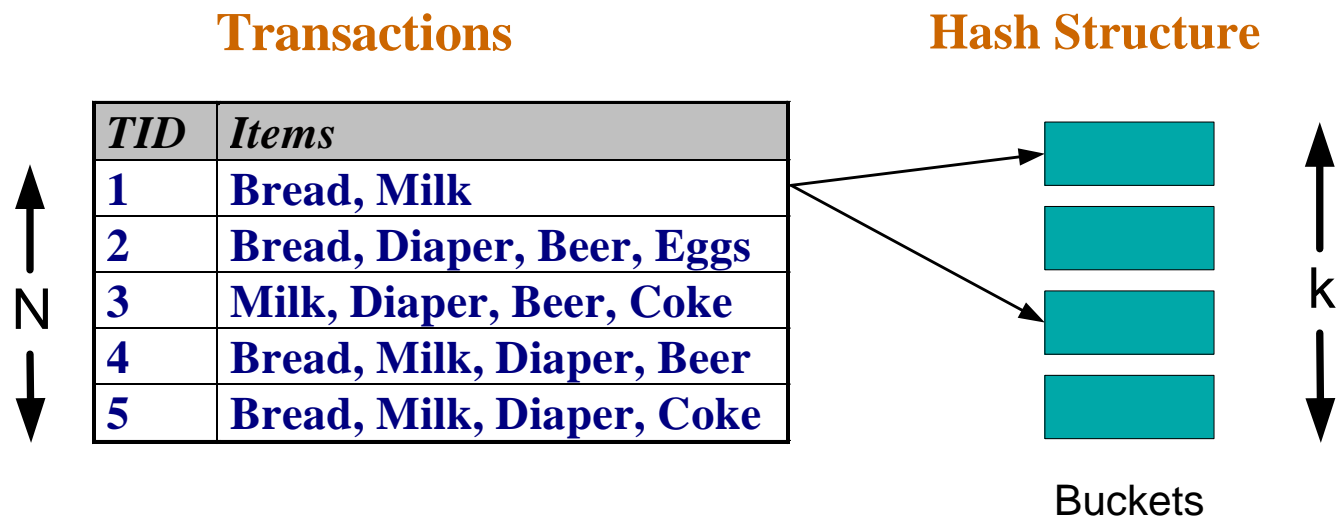 Transactions
Hash Structure
TID Items
1 Bread, Milk
2 Bread, Diaper, Beer, Eggs
3 Milk, Diaper, Beer, Coke
4 Bread, Milk, Diaper, Beer
5 Bread, Milk, Diaper, Coke
N
k
Buckets